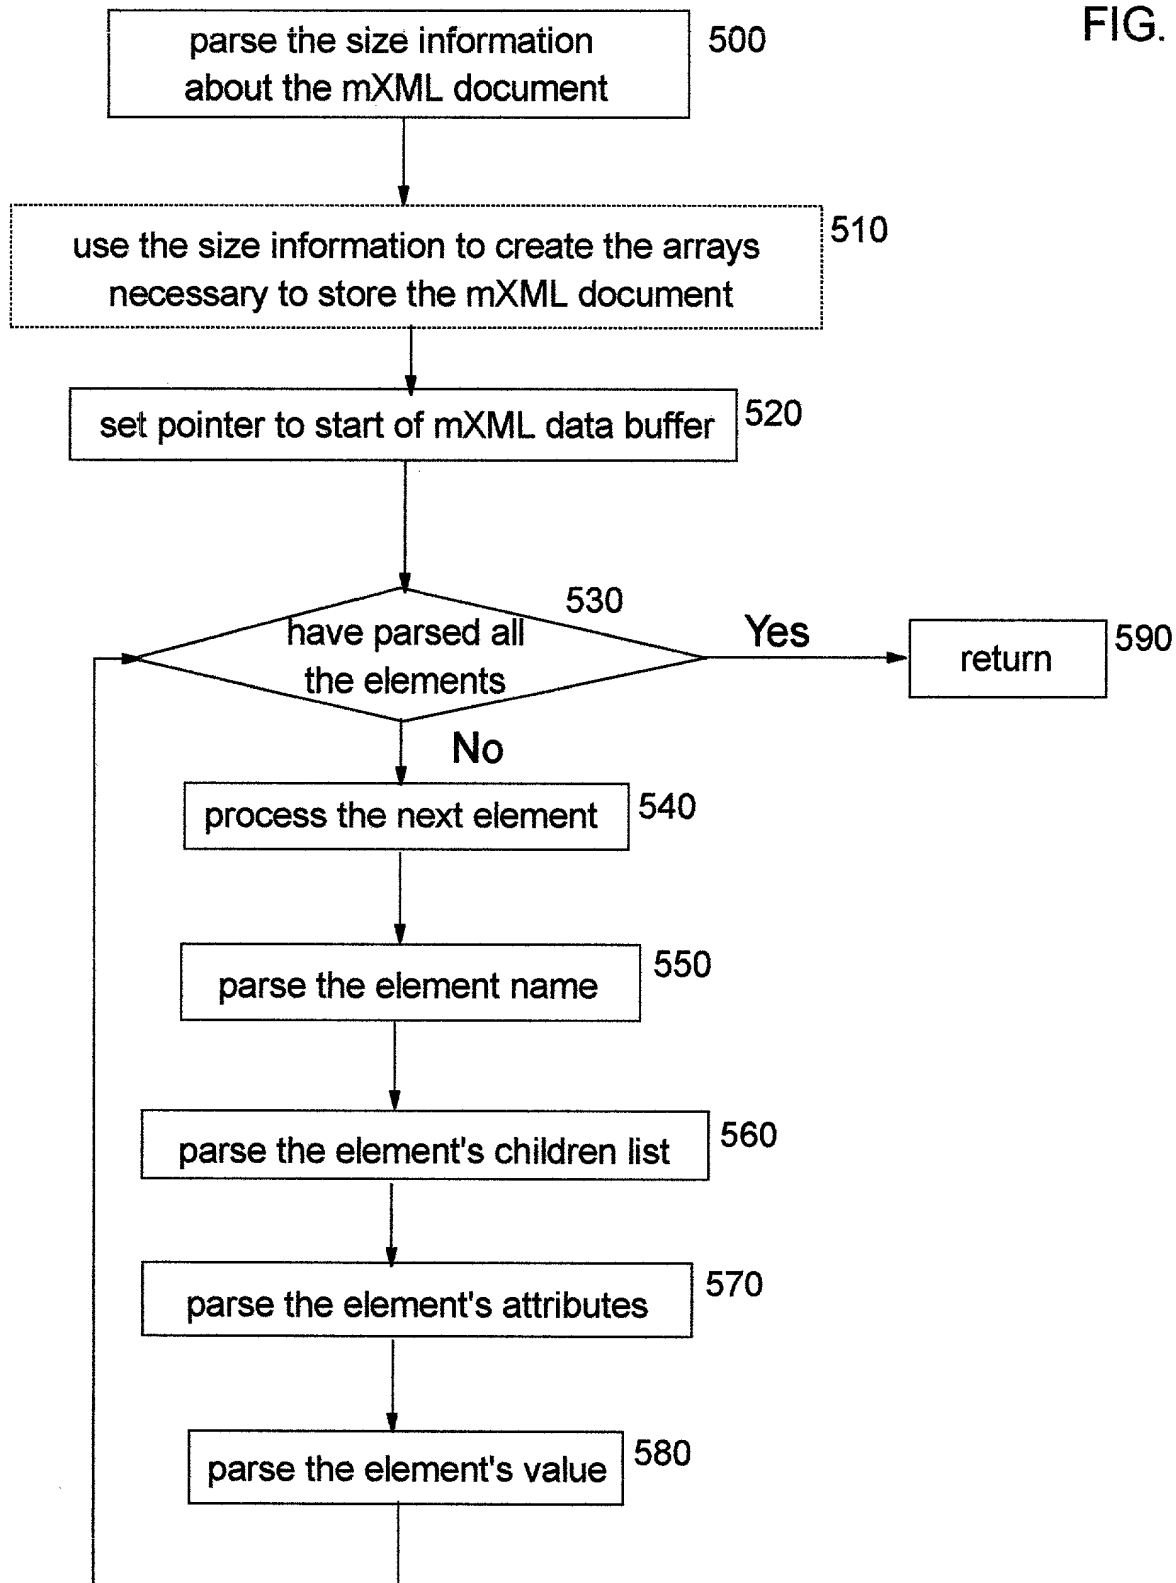 FIG.
parse the size information
about the mXML document
500
use the size information to create the arrays
necessary to store the mXML document
510
set pointer to start of mXML data buffer
520
530
have parsed all
the elements
Yes
return
590
No
process the next element
540
parse the element name
550
parse the element's children list
560
parse the element's attributes
570
parse the element's value
580